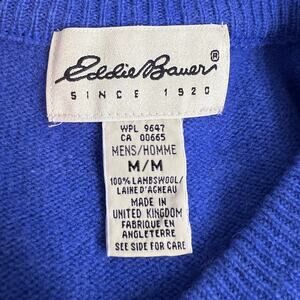 Eddie Bauer®
SINCE 1920
WPL 9647
CA 00665
MENS/HOMME
M/M
100% LAMBSWOOL/
LAINE D'AGNEAU
MADE IN
UNITED KINGDOM
FABRIQUE EN
ANGLETERRE
SEE SIDE FOR CARE